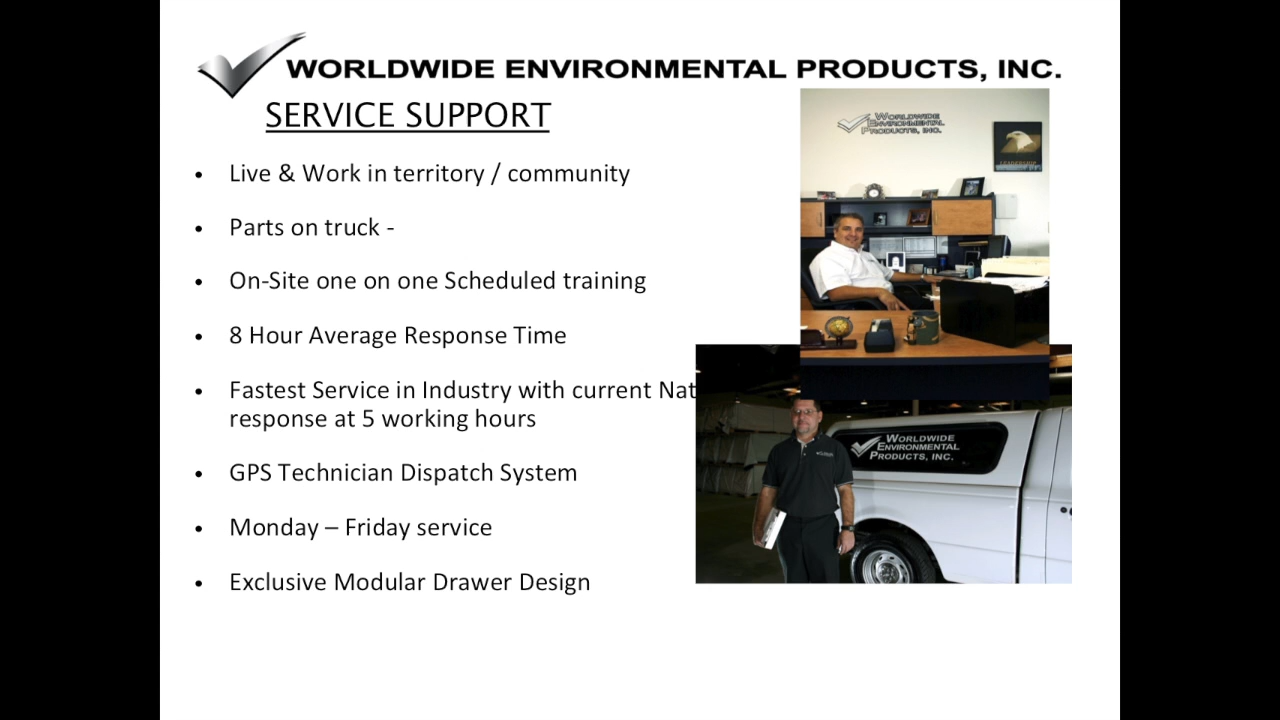 WORLDWIDE ENVIRONMENTAL PRODUCTS, INC.
SERVICE SUPPORT
• Live & Work in territory / community
• Parts on truck -
• On-Site one on one Scheduled training
• 8 Hour Average Response Time
• Fastest Service in Industry with current Nat
response at 5 working hours
• GPS Technician Dispatch System
• Monday – Friday service
• Exclusive Modular Drawer Design
WORLDWIDE
ENVIRONMENTAL
PRODUCTS, INC.
LEADERSHIP
WORLDWIDE
ENVIRONMENTAL
PRODUCTS, INC.